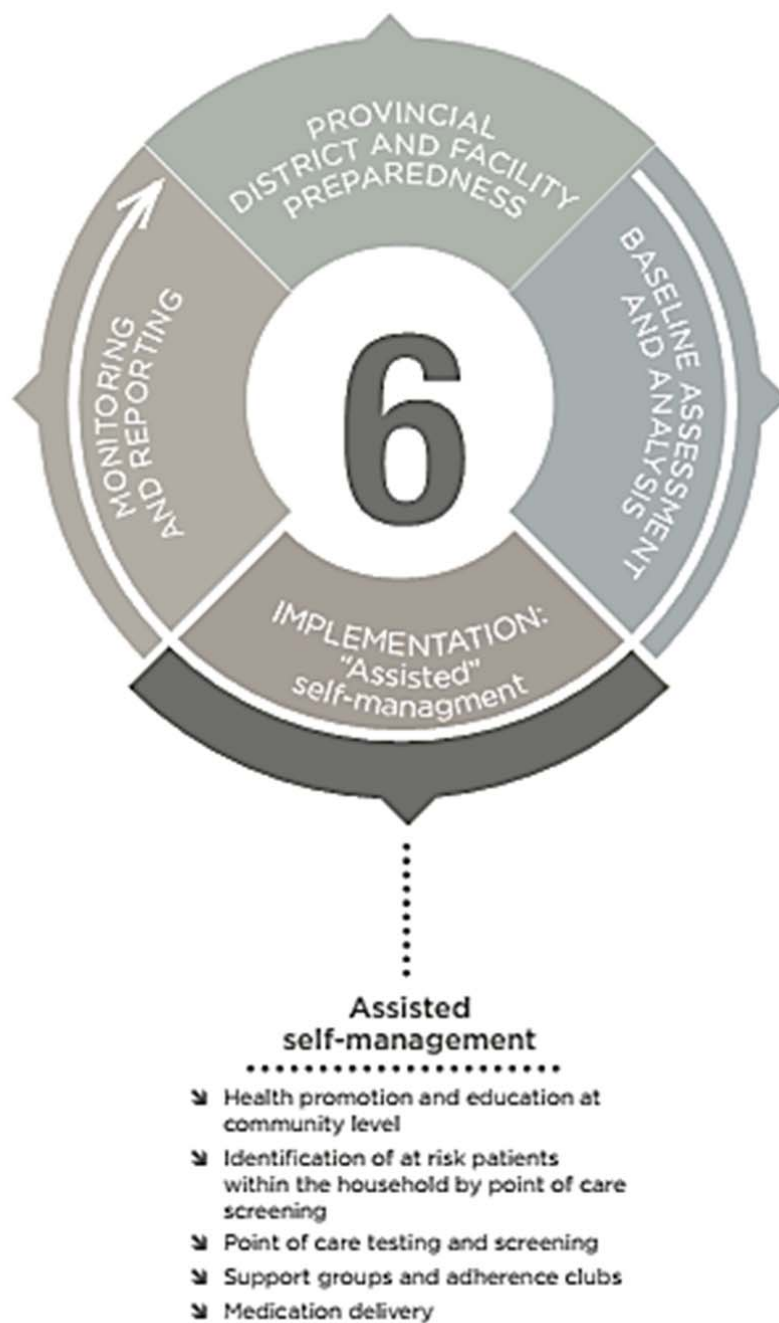 PROVINCIAL
DISTRICT AND FACILITY
PREPAREDNESS
BASELINE ASSESSMENT
AND ANALYSIS
6
MONITORING
AND REPORTING
IMPLEMENTATION:
"Assisted"
self-managment
Assisted
self-management
Health promotion and education at
community level
Identification of at risk patients
within the household by point of care
screening
Point of care testing and screening
Support groups and adherence clubs
Medication delivery